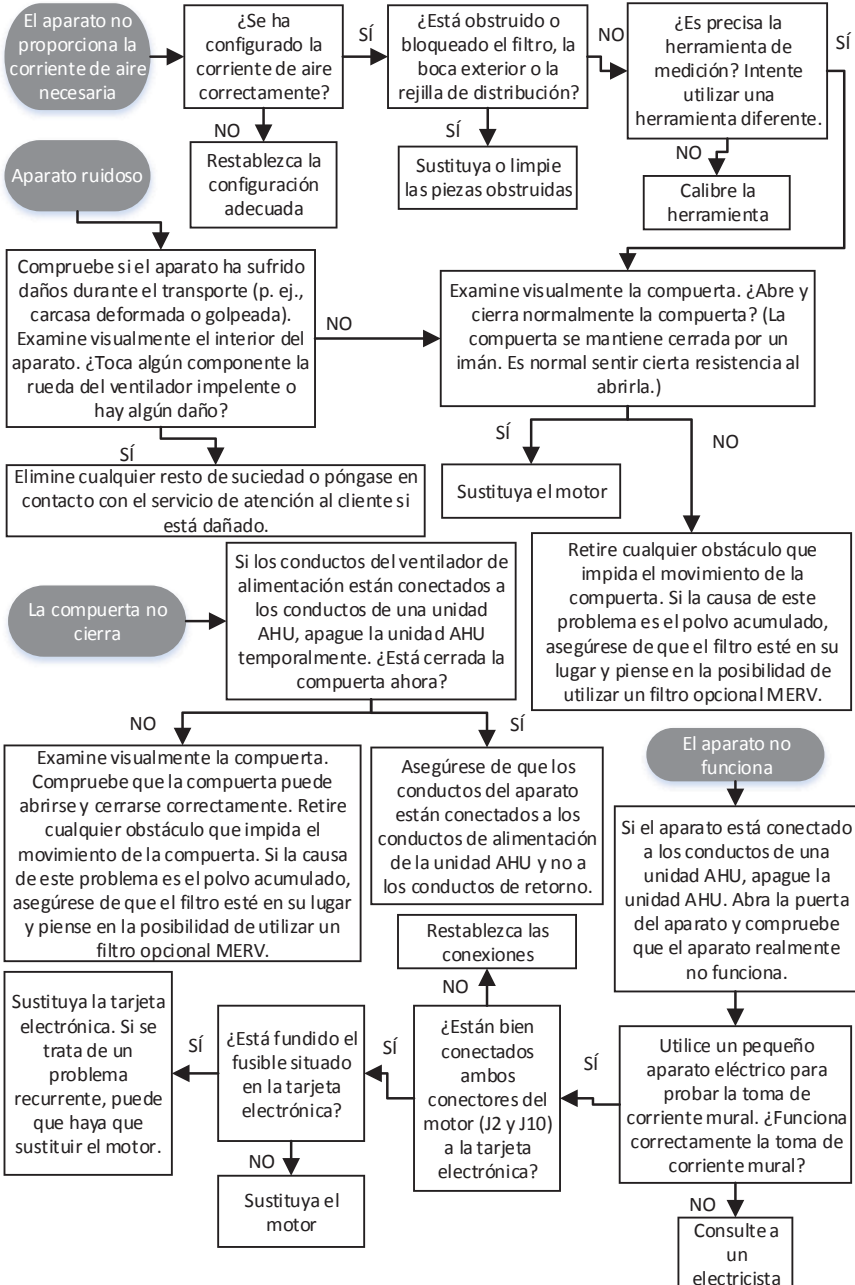 El aparato no
proporciona la
corriente de aire
necesaria
¿Se ha
configurado la
corriente de aire
correctamente?
SÍ
NO
Restablezca la
configuración
adecuada
¿Está obstruido o
bloqueado el filtro, la
boca exterior o la
rejilla de distribución?
NO
SÍ
Sustituya o limpie
las piezas obstruidas
¿Es precisa la
herramienta de
medición? Intente
utilizar una
herramienta diferente.
SÍ
NO
Calibre la
herramienta
Aparato ruidoso
Compruebe si el aparato ha sufrido
daños durante el transporte (p. ej.,
carcasa deformada o golpeada).
Examine visualmente el interior del
aparato. ¿Toca algún componente la
rueda del ventilador impelente o
hay algún daño?
NO
SÍ
Elimine cualquier resto de suciedad o póngase en
contacto con el servicio de atención al cliente si
está dañado.
Examine visualmente la compuerta. ¿Abre y
cierra normalmente la compuerta? (La
compuerta se mantiene cerrada por un
imán. Es normal sentir cierta resistencia al
abrirla.)
SÍ
NO
Sustituya el motor
Retire cualquier obstáculo que
impida el movimiento de la
compuerta. Si la causa de este
problema es el polvo acumulado,
asegúrese de que el filtro esté en su
lugar y piense en la posibilidad de
utilizar un filtro opcional MERV.
La compuerta no
cierra
Si los conductos del ventilador de
alimentación están conectados a
los conductos de una unidad
AHU, apague la unidad AHU
temporalmente. ¿Está cerrada la
compuerta ahora?
NO
SÍ
Examine visualmente la compuerta.
Compruebe que la compuerta puede
abrirse y cerrarse correctamente. Retire
cualquier obstáculo que impida el
movimiento de la compuerta. Si la causa
de este problema es el polvo acumulado,
asegúrese de que el filtro esté en su lugar
y piense en la posibilidad de utilizar un
filtro opcional MERV.
Asegúrese de que los
conductos del aparato
están conectados a los
conductos de alimentación
de la unidad AHU y no a
los conductos de retorno.
El aparato no
funciona
Si el aparato está conectado
a los conductos de una
unidad AHU, apague la
unidad AHU. Abra la puerta
del aparato y compruebe
que el aparato realmente
no funciona.
Utilice un pequeño
aparato eléctrico para
probar la toma de
corriente mural. ¿Funciona
correctamente la toma de
corriente mural?
SÍ
NO
Consulte a
un
electricista
¿Están bien
conectados
ambos
conectores del
motor (J2 y J10)
a la tarjeta
electrónica?
NO
Restablezca las
conexiones
SÍ
¿Está fundido el
fusible situado
en la tarjeta
electrónica?
SÍ
NO
Sustituya el
motor
Sustituya la tarjeta
electrónica. Si se
trata de un
problema
recurrente, puede
que haya que
sustituir el motor.